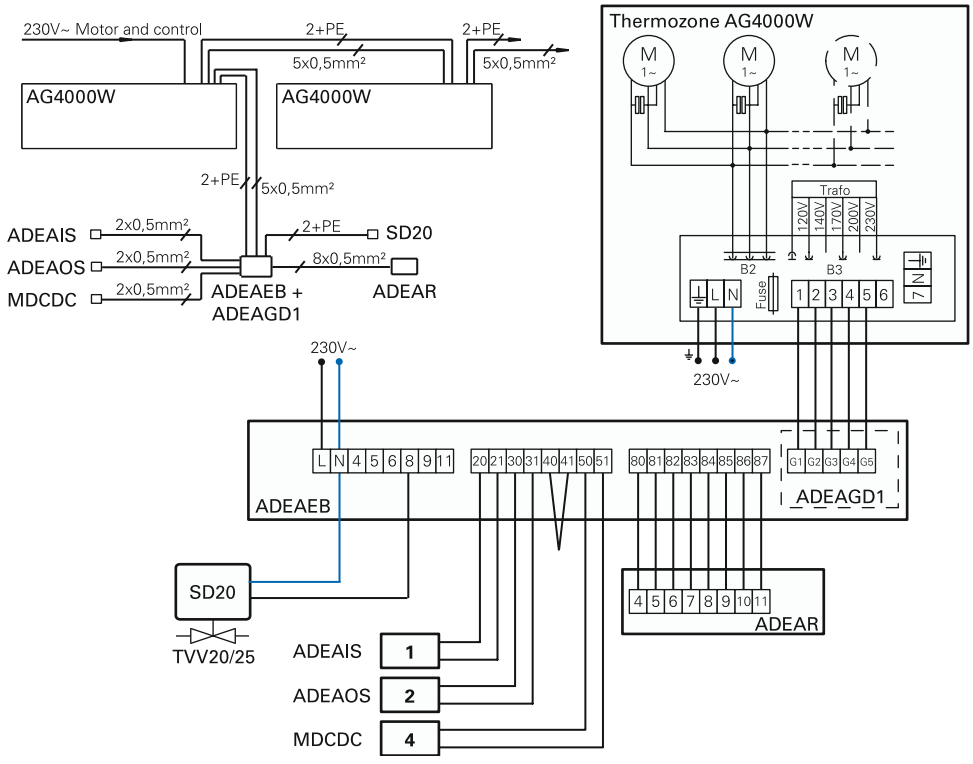 230V~ Motor and control
2+PE
5x0,5mm²
2+PE
5x0,5mm²
AG4000W
AG4000W
2+PE
5x0,5mm²
ADEAIS
2x0,5mm²
2+PE
SD20
ADEAOS
2x0,5mm²
8x0,5mm²
ADEAR
MDCDC
2x0,5mm²
ADEAEB +
ADEAGD1
Thermozone AG4000W
M
1~
M
1~
M
1~
Trafo
120V
140V
170V
200V
230V
B2
B3
Fuse
L N
1 2 3 4 5 6
7 N
230V~
230V~
L N 4 5 6 8 9 11
20 21 30 31 40 41 50 51
80 81 82 83 84 85 86 87
G1 G2 G3 G4 G5
ADEAEB
ADEAGD1
SD20
TVV20/25
4 5 6 7 8 9 10 11
ADEAR
ADEAIS
1
ADEAOS
2
MDCDC
4